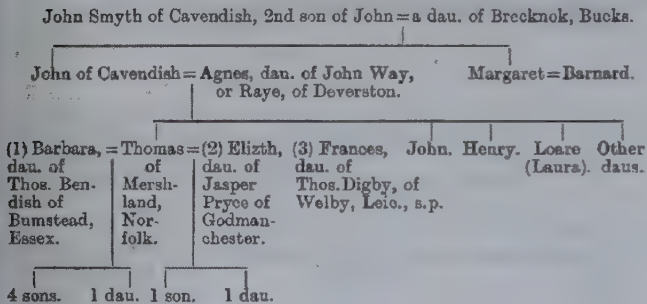 John Smyth of Cavendish, 2nd son of John=a dau. of Brecknok, Bucks.
John of Cavendish=Agnes, dau. of John Way, Margaret=Barnard.
or Raye, of Deverston.
(1) Barbara, =Thomas=(2) Elizth, (3) Frances, John. Henry. Loare Other
dau. of of dau. of dau. of (Laura). daus.
Thos. Ben- Mersh- Jasper Thos. Digby, of
dish of land, Pryce of Welby, Leic., s.p.
Bumstead, Nor- Godman-
Essex. folk. chester.
4 sons. 1 dau. 1 son. 1 dau.